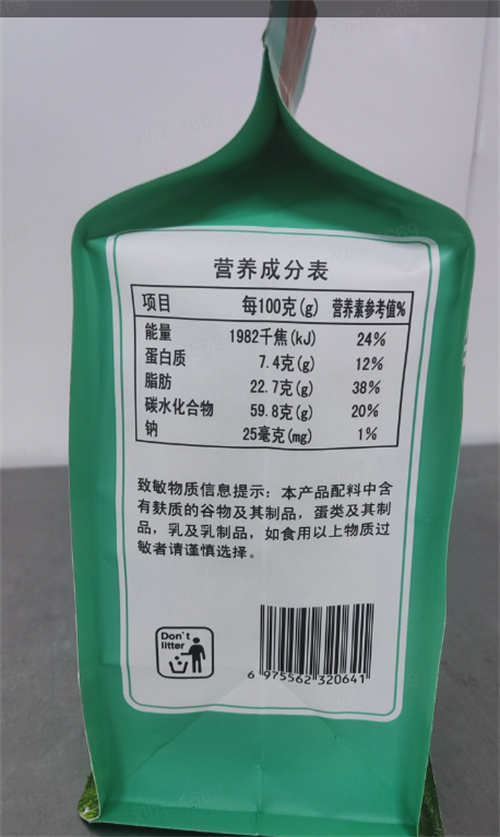 营养成分表
项目 每100克(g) 营养素参考值%
能量 1982千焦(kJ) 24%
蛋白质 7.4克(g) 12%
脂肪 22.7克(g) 38%
碳水化合物 59.8克(g) 20%
钠 25毫克(mg) 1%
致敏物质信息提示：本产品配料中含
有麸质的谷物及其制品，蛋类及其制
品，乳及乳制品，如食用以上物质过
敏者请谨慎选择。
Don't
litter
6 975562 320641